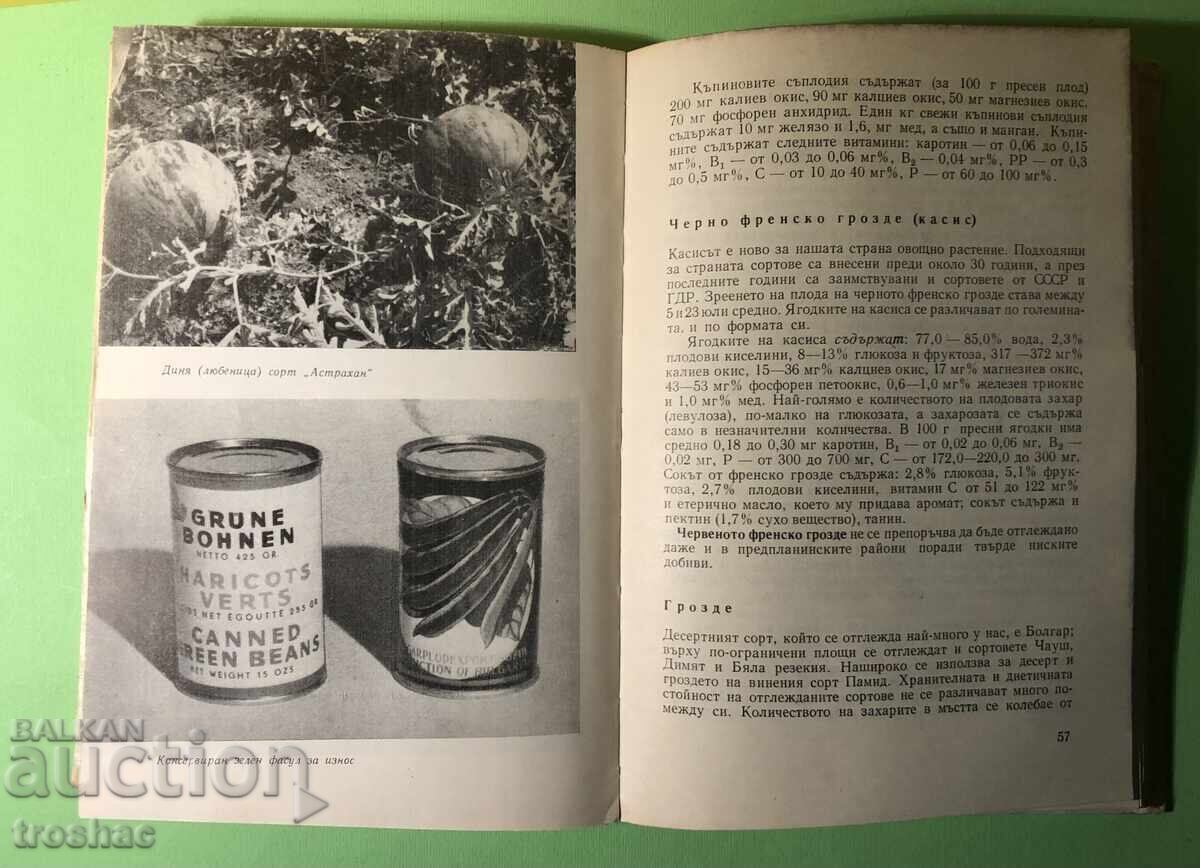 Диня (любеница) сорт „Астрахан"
GRÜNE
BOHNEN
NETTO 425 GR.
HARICOTS
VERTS
NET EGOUTTÉ 255 GR
CANNED
GREEN BEANS
NET WEIGHT 15 OZS
OF BULGARIA
Консервиран зелен фасул за износ
Къпиновите съплодия съдържат (за 100 г пресен плод)
200 мг калиев окис, 90 мг калциев окис, 50 мг магнезиев окис,
70 мг фосфорен анхидрид. Един кг свежи къпинови съплодия
съдържат 10 мг желязо и 1,6, мг мед, а също и манган. Къпи-
ните съдържат следните витамини: каротин — от 0,06 до 0,15
мг%, B₁ — от 0,03 до 0,06 мг%, B₂ — 0,04 мг%, PP — от 0,3
до 0,5 мг%, C — от 10 до 40 мг%, P — от 60 до 100 мг%.
Черно френско грозде (касис)
Касисът е ново за нашата страна овощно растение. Подходящи
за страната сортове са внесени преди около 30 години, а през
последните години са заимствувани и сортовете от СССР и
ГДР. Зреенето на плода на черното френско грозде става между
5 и 23 юли средно. Ягодките на касиса се различават по големина-
та, и по формата си.
Ягодките на касиса съдържат: 77,0 — 85,0% вода, 2,3%
плодови киселини, 8—13% глюкоза и фруктоза, 317 —372 мг%
калиев окис, 15—36 мг% калциев окис, 17 мг% магнезиев окис,
43—53 мг% фосфорен петоокис, 0,6—1,0 мг% железен триокис
и 1,0 мг% мед. Най-голямо е количеството на плодовата захар
(левулоза), по-малко на глюкозата, а захарозата се съдържа
само в незначителни количества. В 100 г пресни ягодки има
средно 0,18 до 0,30 мг каротин, B₁ — от 0,02 до 0,06 мг, B₂ —
0,02 мг, P — от 300 до 700 мг, C — от 172,0—220,0 до 300 мг.
Сокът от френско грозде съдържа: 2,8% глюкоза, 5,1% фрук-
тоза, 2,7% плодови киселини, витамин C от 51 до 122 мг%
и етерично масло, което му придава аромат; сокът съдържа и
пектин (1,7% сухо вещество), танин.
Червеното френско грозде не се препоръчва да бъде отглеждано
даже и в предпланинските райони поради твърде ниските
добиви.
Грозде
Десертният сорт, който се отглежда най-много у нас, е Болгар;
върху по-ограничени площи се отглеждат и сортовете Чауш,
Димят и Бяла резекия. Нашироко се използва за десерт и
гроздето на винения сорт Памид. Хранителната и диетичната
стойност на отглежданите сортове не се различават много по-
между си. Количеството на захарите в мъстта се колебае от
57
BALKAN
auction
troshac